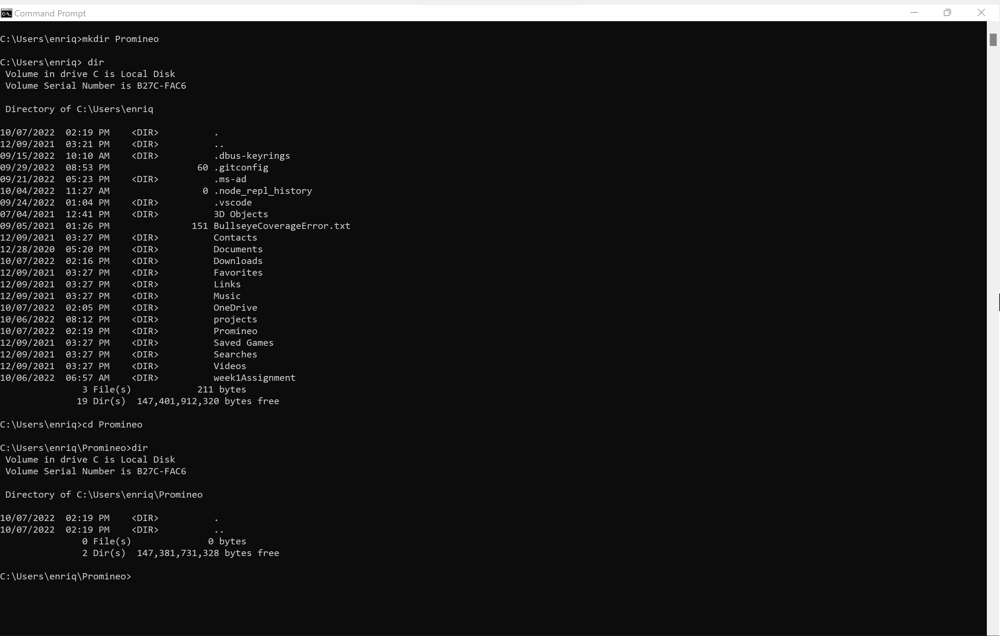 Command Prompt
C:\Users\enriq>mkdir Promineo
C:\Users\enriq> dir
 Volume in drive C is Local Disk
 Volume Serial Number is B27C-FAC6
 Directory of C:\Users\enriq
10/07/2022  02:19 PM    <DIR>          .
12/09/2021  03:21 PM    <DIR>          ..
09/15/2022  10:10 AM    <DIR>          .dbus-keyrings
09/29/2022  08:53 PM                60 .gitconfig
09/21/2022  05:23 PM    <DIR>          .ms-ad
10/04/2022  11:27 AM                 0 .node_repl_history
09/24/2022  01:04 PM    <DIR>          .vscode
07/04/2021  12:41 PM    <DIR>          3D Objects
09/05/2021  01:26 PM               151 BullseyeCoverageError.txt
12/09/2021  03:27 PM    <DIR>          Contacts
12/28/2020  05:20 PM    <DIR>          Documents
10/07/2022  02:16 PM    <DIR>          Downloads
12/09/2021  03:27 PM    <DIR>          Favorites
12/09/2021  03:27 PM    <DIR>          Links
12/09/2021  03:27 PM    <DIR>          Music
10/07/2022  02:05 PM    <DIR>          OneDrive
10/06/2022  08:12 PM    <DIR>          projects
10/07/2022  02:19 PM    <DIR>          Promineo
12/09/2021  03:27 PM    <DIR>          Saved Games
12/09/2021  03:27 PM    <DIR>          Searches
12/09/2021  03:27 PM    <DIR>          Videos
10/06/2022  06:57 AM    <DIR>          week1Assignment
               3 File(s)            211 bytes
              19 Dir(s)  147,401,912,320 bytes free
C:\Users\enriq>cd Promineo
C:\Users\enriq\Promineo>dir
 Volume in drive C is Local Disk
 Volume Serial Number is B27C-FAC6
 Directory of C:\Users\enriq\Promineo
10/07/2022  02:19 PM    <DIR>          .
10/07/2022  02:19 PM    <DIR>          ..
               0 File(s)              0 bytes
               2 Dir(s)  147,381,731,328 bytes free
C:\Users\enriq\Promineo>